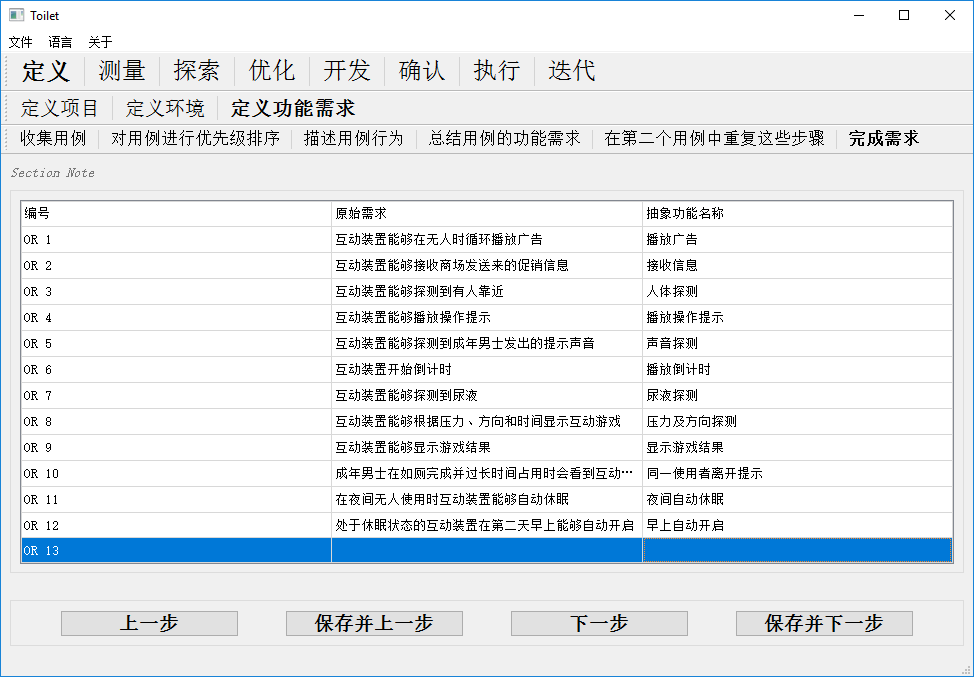 Toilet
文件 语言 关于
定义 测量 探索 优化 开发 确认 执行 迭代
定义项目 定义环境 定义功能需求
收集用例 对用例进行优先级排序 描述用例行为 总结用例的功能需求 在第二个用例中重复这些步骤 完成需求
Section Note
编号 原始需求 抽象功能名称
OR 1 互动装置能够在无人时循环播放广告 播放广告
OR 2 互动装置能够接收商场发送来的促销信息 接收信息
OR 3 互动装置能够探测到有人靠近 人体探测
OR 4 互动装置能够播放操作提示 播放操作提示
OR 5 互动装置能够探测到成年男士发出的提示声音 声音探测
OR 6 互动装置开始倒计时 播放倒计时
OR 7 互动装置能够探测到尿液 尿液探测
OR 8 互动装置能够根据压力、方向和时间显示互动游戏 压力及方向探测
OR 9 互动装置能够显示游戏结果 显示游戏结果
OR 10 成年男士在如厕完成并过长时间占用时会看到互动… 同一使用者离开提示
OR 11 在夜间无人使用时互动装置能够自动休眠 夜间自动休眠
OR 12 处于休眠状态的互动装置在第二天早上能够自动开启 早上自动开启
OR 13
上一步 保存并上一步 下一步 保存并下一步